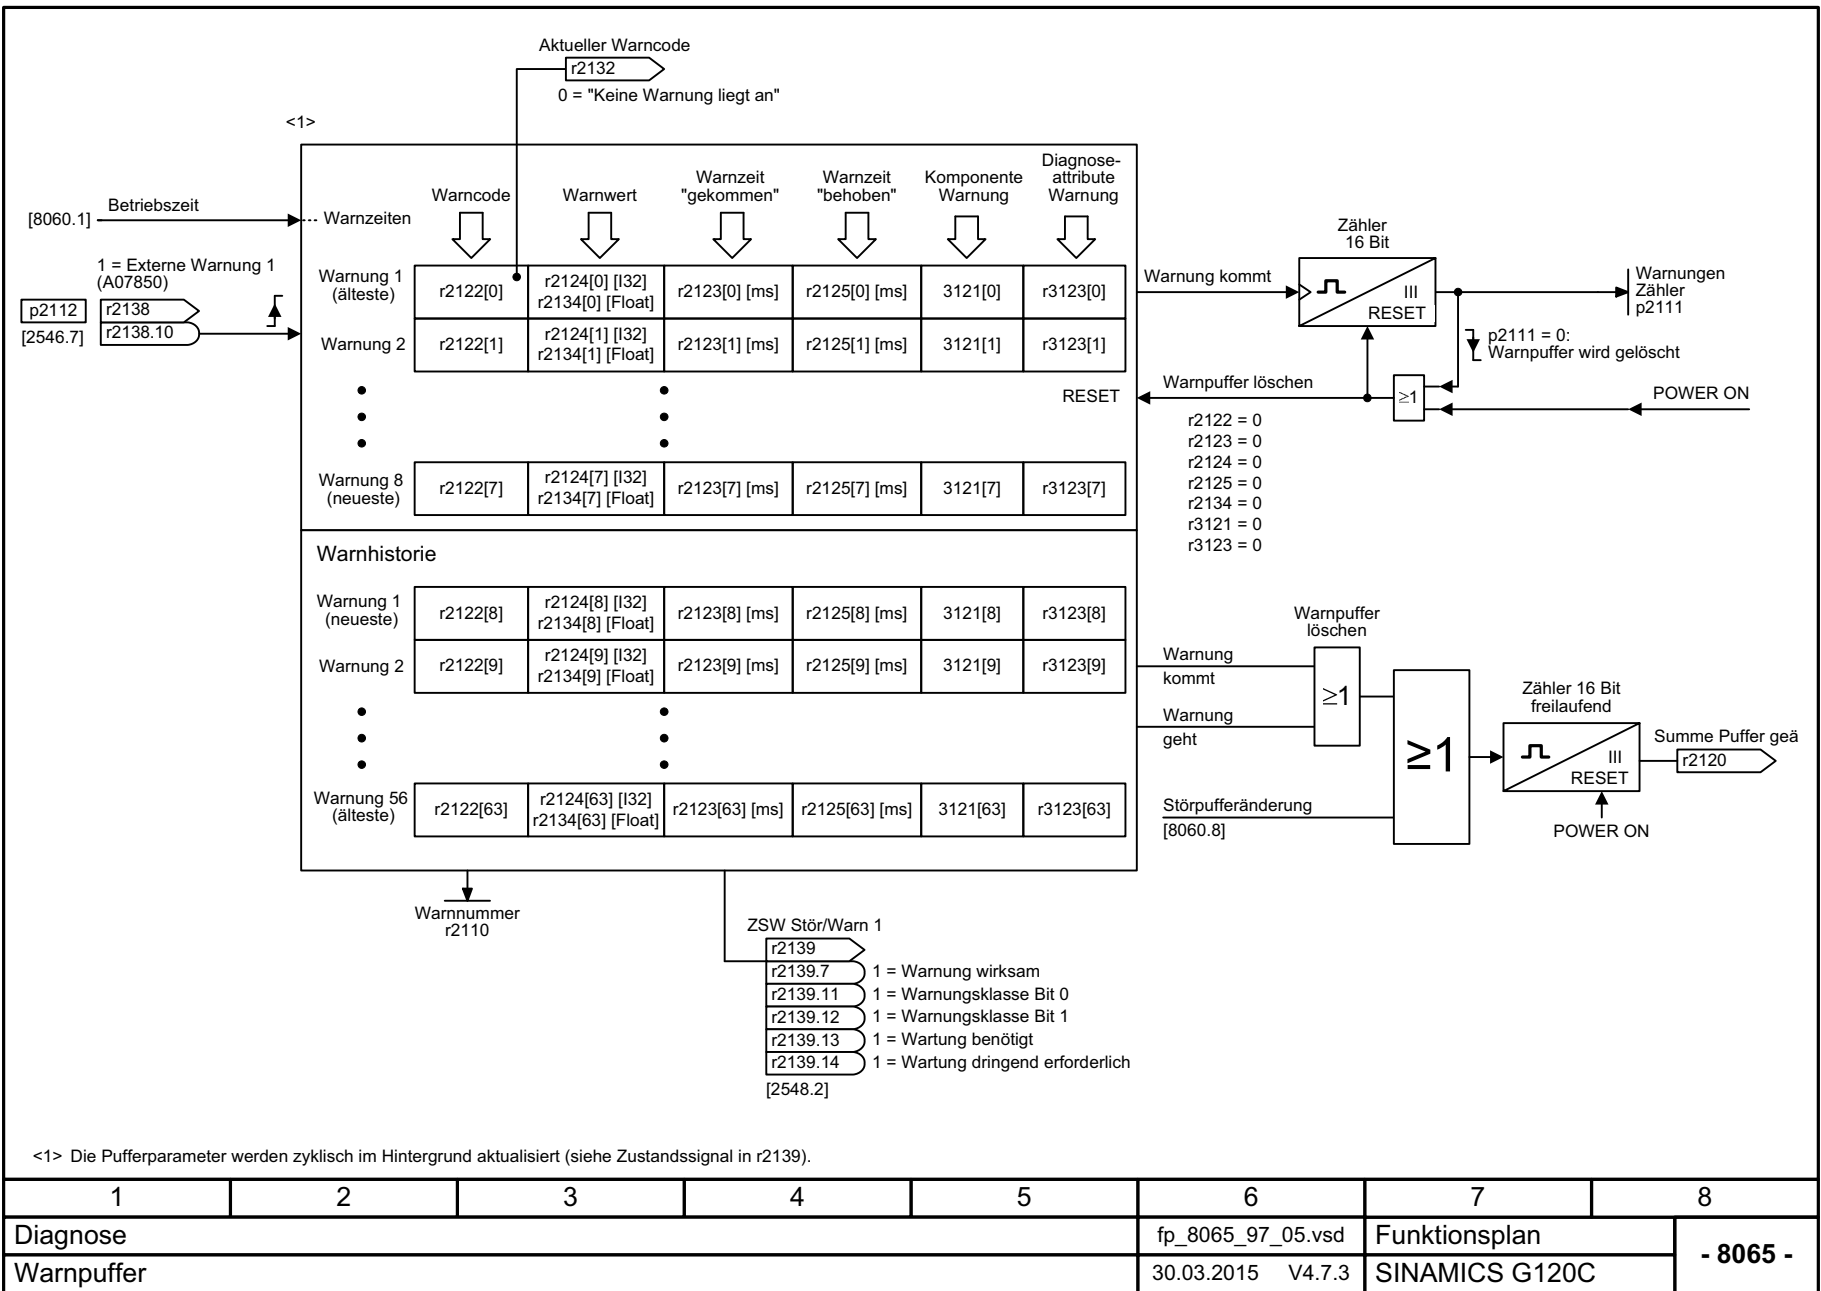 Aktueller Warncode
r2132
0 = "Keine Warnung liegt an"
<1>
[8060.1]
Betriebszeit
Warnzeiten
Warncode
Warnwert
Warnzeit
"gekommen"
Warnzeit
"behoben"
Komponente
Warnung
Diagnose-
attribute
Warnung
1 = Externe Warnung 1
(A07850)
p2112
[2546.7]
r2138
r2138.10
Warnung 1
(älteste)
r2122[0]
r2124[0] [I32]
r2134[0] [Float]
r2123[0] [ms]
r2125[0] [ms]
3121[0]
r3123[0]
Warnung 2
r2122[1]
r2124[1] [I32]
r2134[1] [Float]
r2123[1] [ms]
r2125[1] [ms]
3121[1]
r3123[1]
RESET
Warnung 8
(neueste)
r2122[7]
r2124[7] [I32]
r2134[7] [Float]
r2123[7] [ms]
r2125[7] [ms]
3121[7]
r3123[7]
Warnung kommt
Zähler
16 Bit
III
RESET
Warnungen
Zähler
p2111
p2111 = 0:
Warnpuffer wird gelöscht
≥1
POWER ON
Warnpuffer löschen
r2122 = 0
r2123 = 0
r2124 = 0
r2125 = 0
r2134 = 0
r3121 = 0
r3123 = 0
Warnhistorie
Warnung 1
(neueste)
r2122[8]
r2124[8] [I32]
r2134[8] [Float]
r2123[8] [ms]
r2125[8] [ms]
3121[8]
r3123[8]
Warnung 2
r2122[9]
r2124[9] [I32]
r2134[9] [Float]
r2123[9] [ms]
r2125[9] [ms]
3121[9]
r3123[9]
Warnung 56
(älteste)
r2122[63]
r2124[63] [I32]
r2134[63] [Float]
r2123[63] [ms]
r2125[63] [ms]
3121[63]
r3123[63]
Warnpuffer
löschen
Warnung
kommt
Warnung
geht
≥1
Störpufferänderung
[8060.8]
≥1
Zähler 16 Bit
freilaufend
III
RESET
POWER ON
Summe Puffer geä
r2120
Warnnummer
r2110
ZSW Stör/Warn 1
r2139
r2139.7
1 = Warnung wirksam
r2139.11
1 = Warnungsklasse Bit 0
r2139.12
1 = Warnungsklasse Bit 1
r2139.13
1 = Wartung benötigt
r2139.14
1 = Wartung dringend erforderlich
[2548.2]
<1> Die Pufferparameter werden zyklisch im Hintergrund aktualisiert (siehe Zustandssignal in r2139).
1 2 3 4 5 6 7 8
Diagnose
fp_8065_97_05.vsd
Funktionsplan
- 8065 -
Warnpuffer
30.03.2015 V4.7.3
SINAMICS G120C